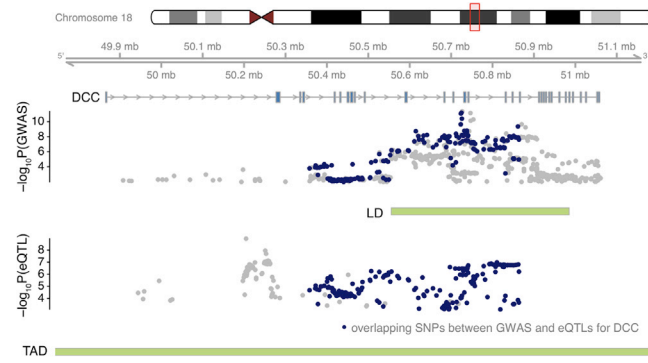 Chromosome 18
49.9 mb 50.1 mb 50.3 mb 50.5 mb 50.7 mb 50.9 mb 51.1 mb
5' 3'
50 mb 50.2 mb 50.4 mb 50.6 mb 50.8 mb 51 mb
DCC
−log10 P(GWAS)
10
8
6
4
LD
−log10 P(eQTL)
8
7
6
5
4
overlapping SNPs between GWAS and eQTLs for DCC
TAD